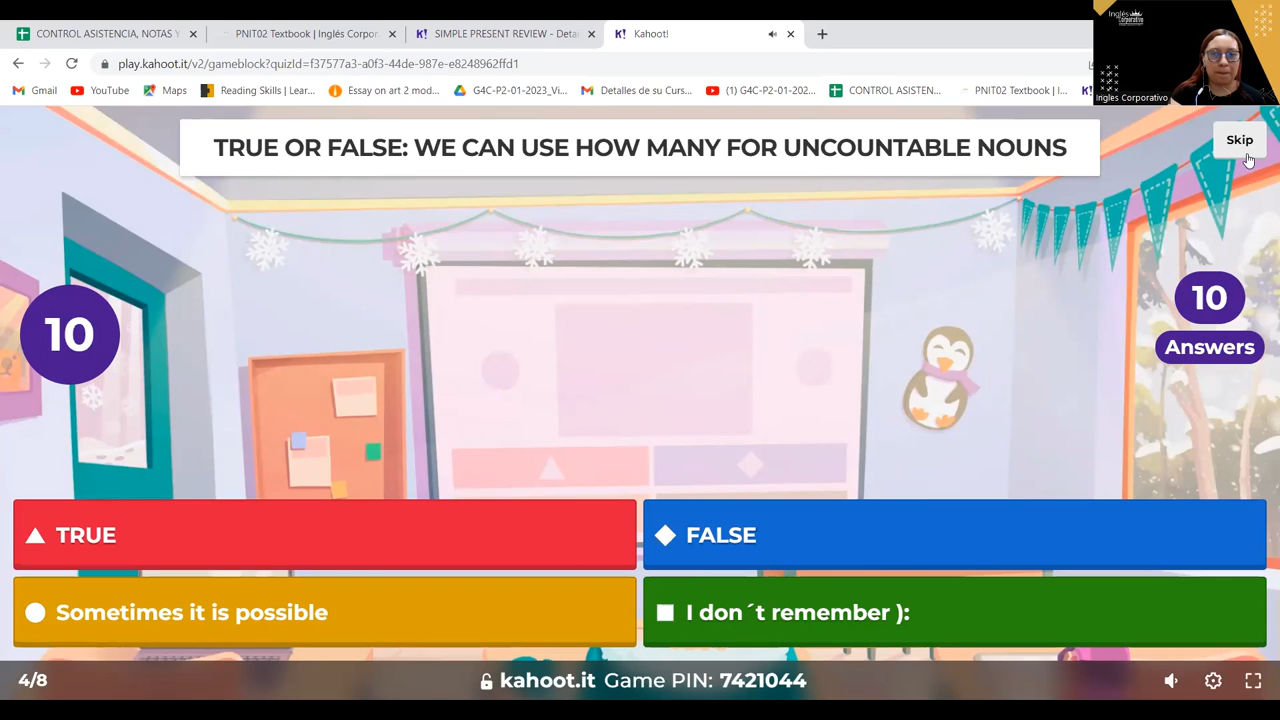 CONTROL ASISTENCIA, NOTAS Y
PNIT02 Textbook | Inglés Corpor
SIMPLE PRESENT REVIEW - Deta
Kahoot!
play.kahoot.it/v2/gameblock?quizId=f37577a3-a0f3-44de-987e-e8248962ffd1
Gmail
YouTube
Maps
Reading Skills | Lear...
Essay on art 2 mod...
G4C-P2-01-2023_Vi...
Detalles de su Curs...
(1) G4C-P2-01-202...
CONTROL ASISTEN...
PNIT02 Textbook | I...
Inglés
Corporativo
Ingles Corporativo
TRUE OR FALSE: WE CAN USE HOW MANY FOR UNCOUNTABLE NOUNS
Skip
10
10
Answers
TRUE
FALSE
Sometimes it is possible
I don´t remember ):
4/8
kahoot.it Game PIN: 7421044